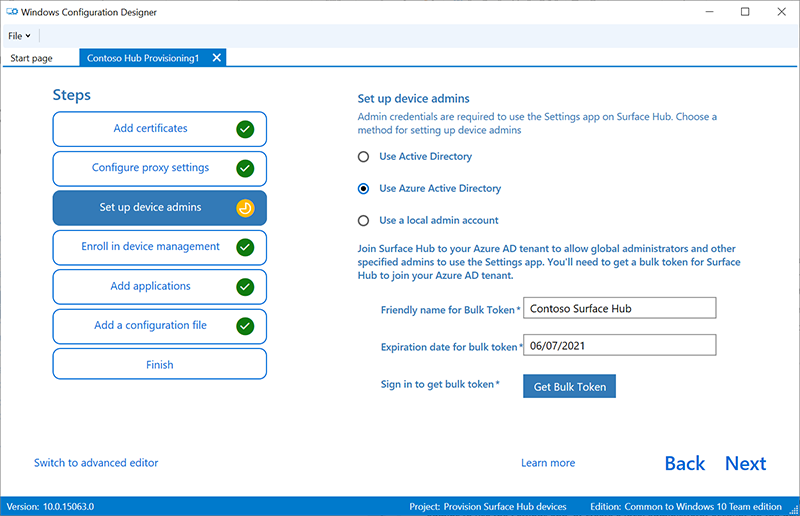 Windows Configuration Designer
File
Start page
Contoso Hub Provisioning1
Steps
Add certificates
Configure proxy settings
Set up device admins
Enroll in device management
Add applications
Add a configuration file
Finish
Switch to advanced editor
Set up device admins
Admin credentials are required to use the Settings app on Surface Hub. Choose a
method for setting up device admins
Use Active Directory
Use Azure Active Directory
Use a local admin account
Join Surface Hub to your Azure AD tenant to allow global administrators and other
specified admins to use the Settings app. You'll need to get a bulk token for Surface
Hub to join your Azure AD tenant.
Friendly name for Bulk Token* Contoso Surface Hub
Expiration date for bulk token* 06/07/2021
Sign in to get bulk token* Get Bulk Token
Learn more
Back Next
Version: 10.0.15063.0 Project: Provision Surface Hub devices Edition: Common to Windows 10 Team edition